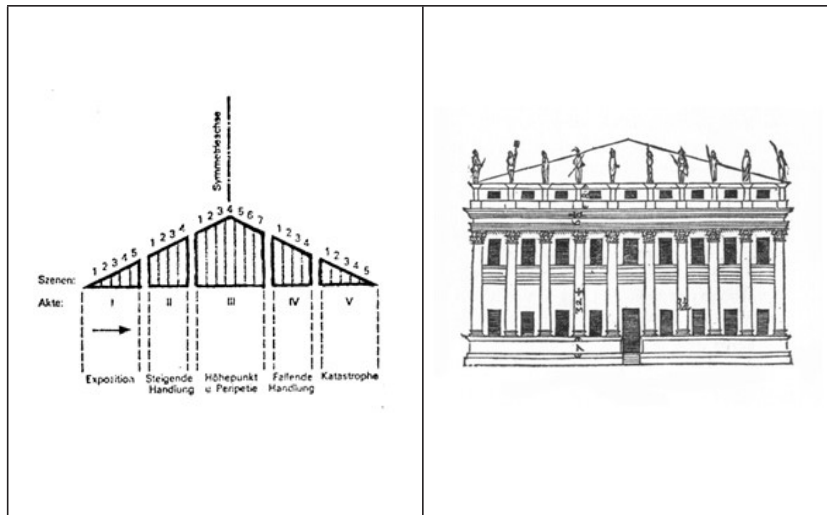 Symmetrieachse
1 2 3 4 5 6 7
1 2 3 4
1 2 3 4
1 2 3 4 5
1 2 3 4 5
Szenen:
Akte: I II III IV V
Exposition Steigende Höhepunkt Fallende Katastrophe
Handlung u Peripetie Handlung